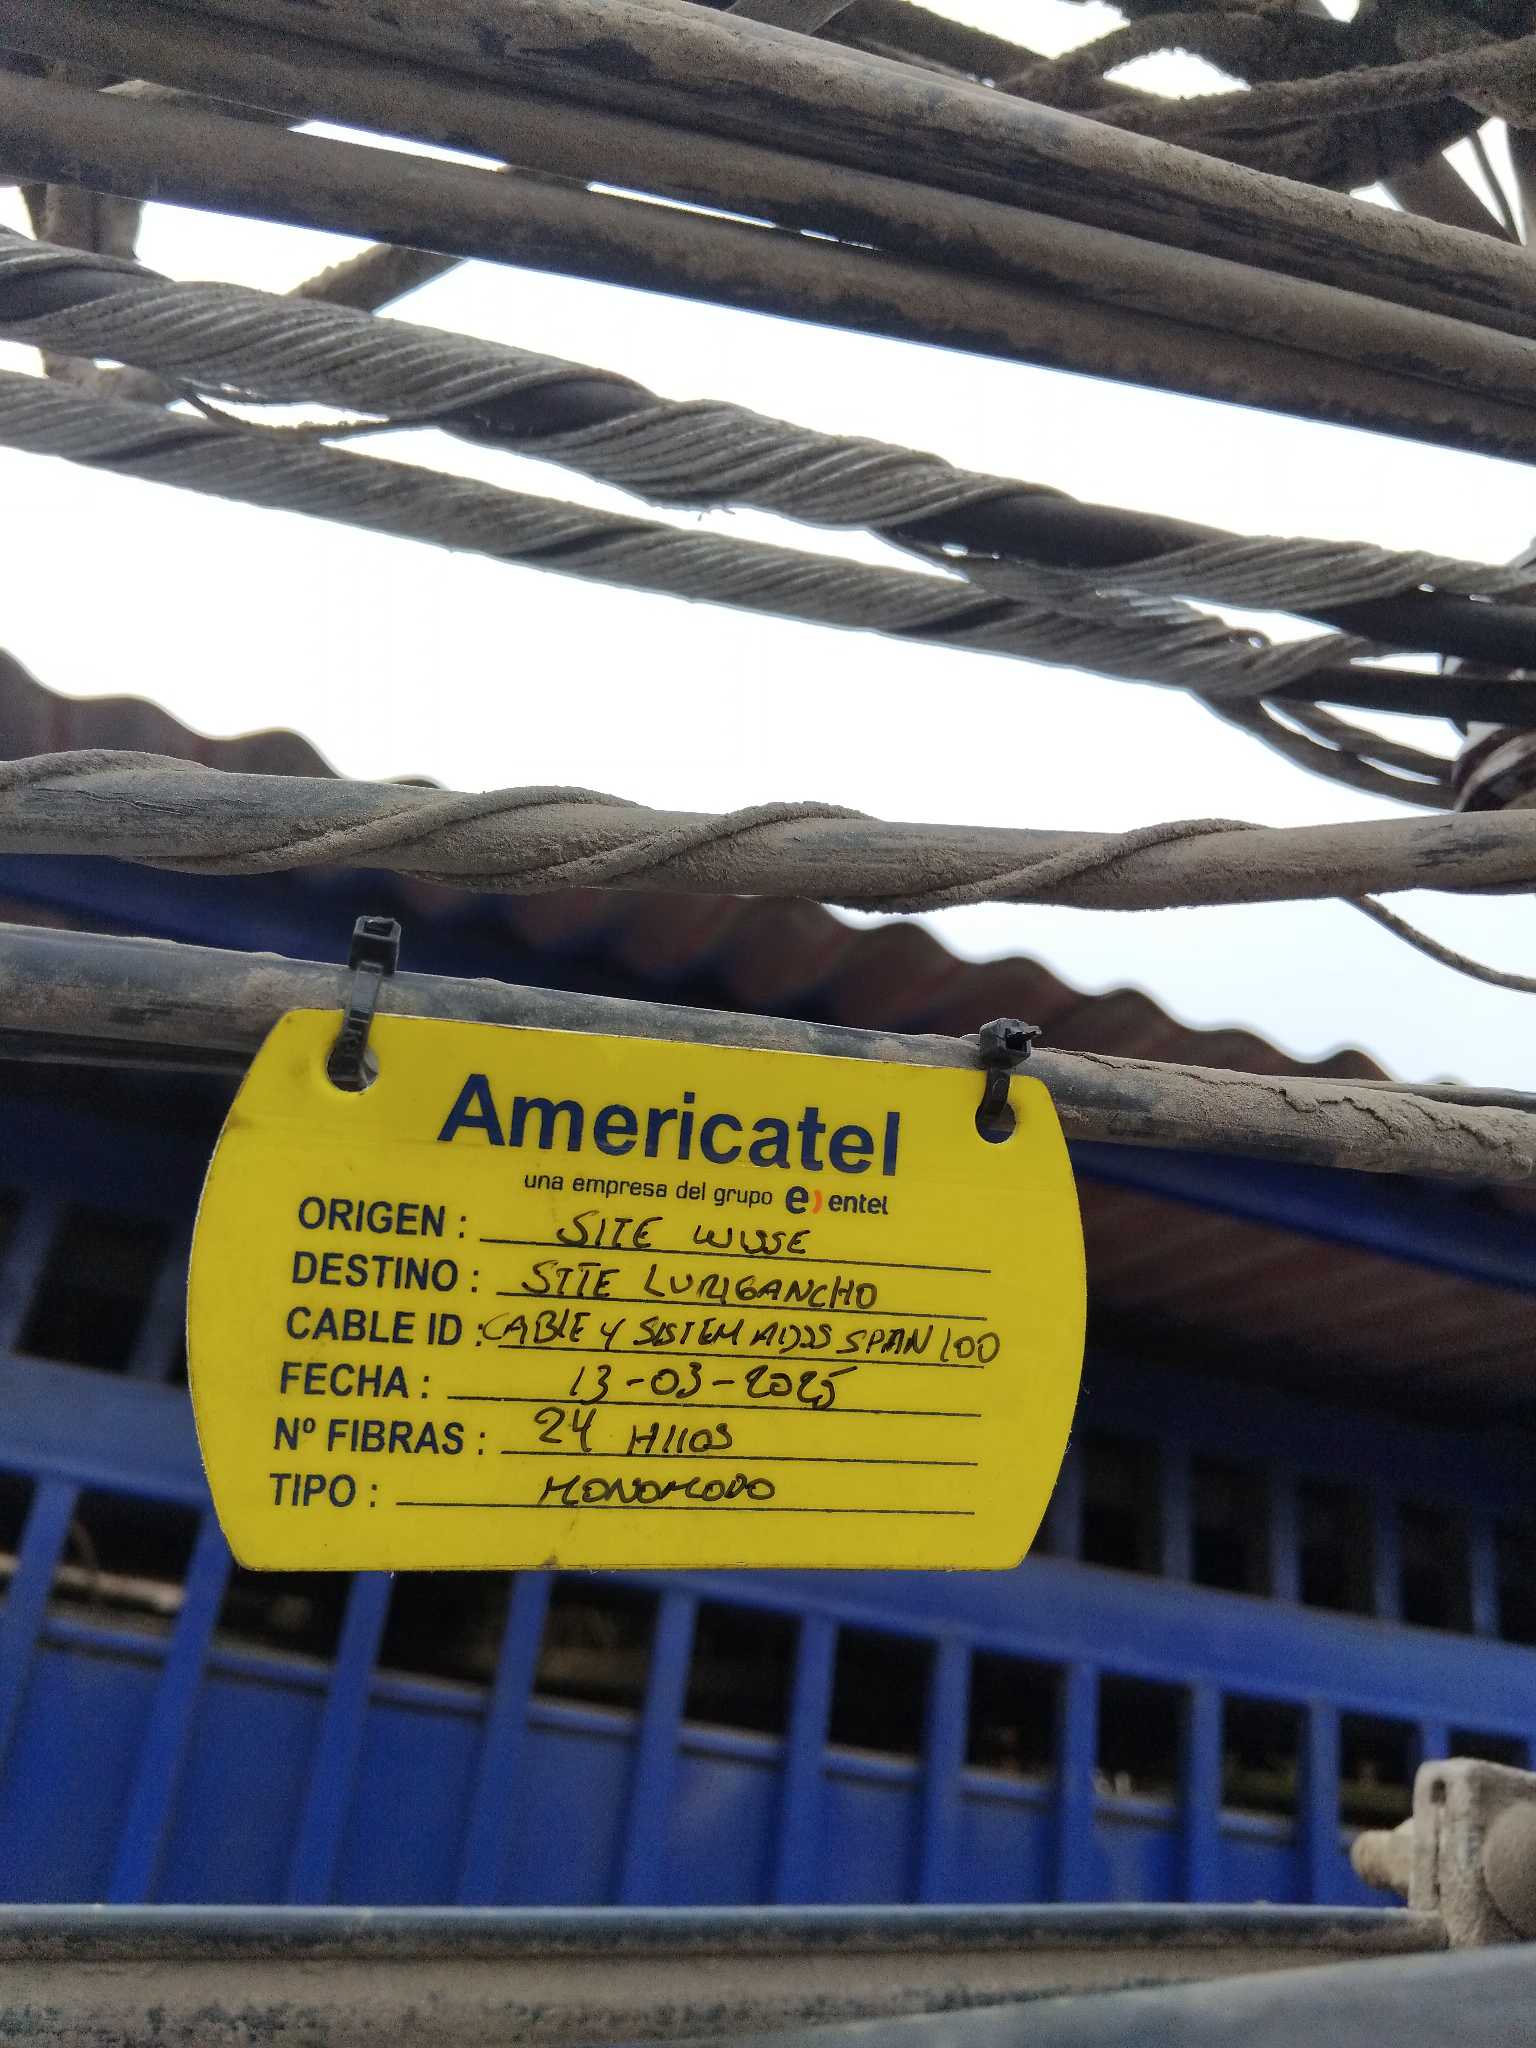 Americatel
una empresa del grupo entel
ORIGEN : SITE WISSE
DESTINO : SITE LURIGANCHO
CABLE ID : CABLE Y SISTEM ADSS SPAN 100
FECHA : 13-03-2025
Nº FIBRAS : 24 HILOS
TIPO : MONOMODO